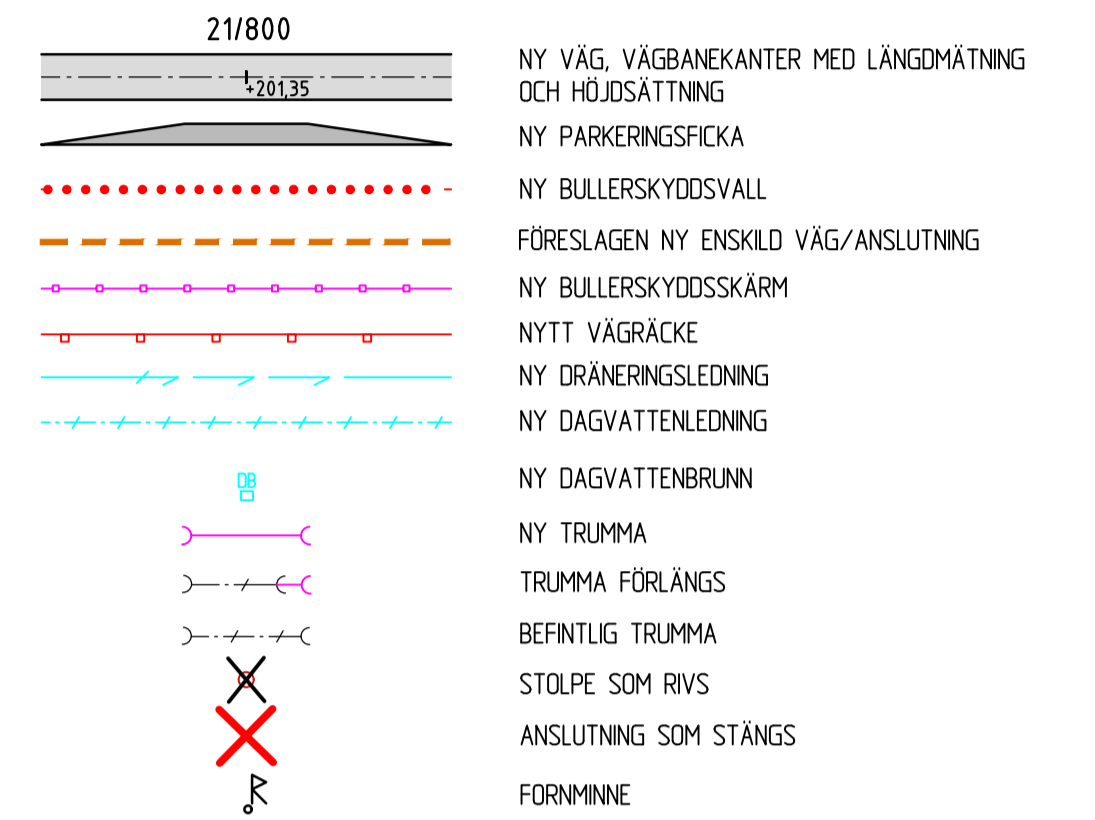 21/800
+201,35
NY VÄG, VÄGBANEKANTER MED LÄNGDMÄTNING
OCH HÖJDSÄTTNING
NY PARKERINGSFICKA
NY BULLERSKYDDSVALL
FÖRESLAGEN NY ENSKILD VÄG/ANSLUTNING
NY BULLERSKYDDSSKÄRM
NYTT VÄGRÄCKE
NY DRÄNERINGSLEDNING
NY DAGVATTENLEDNING
DB
NY DAGVATTENBRUNN
NY TRUMMA
TRUMMA FÖRLÄNGS
BEFINTLIG TRUMMA
STOLPE SOM RIVS
ANSLUTNING SOM STÄNGS
R
FORNMINNE